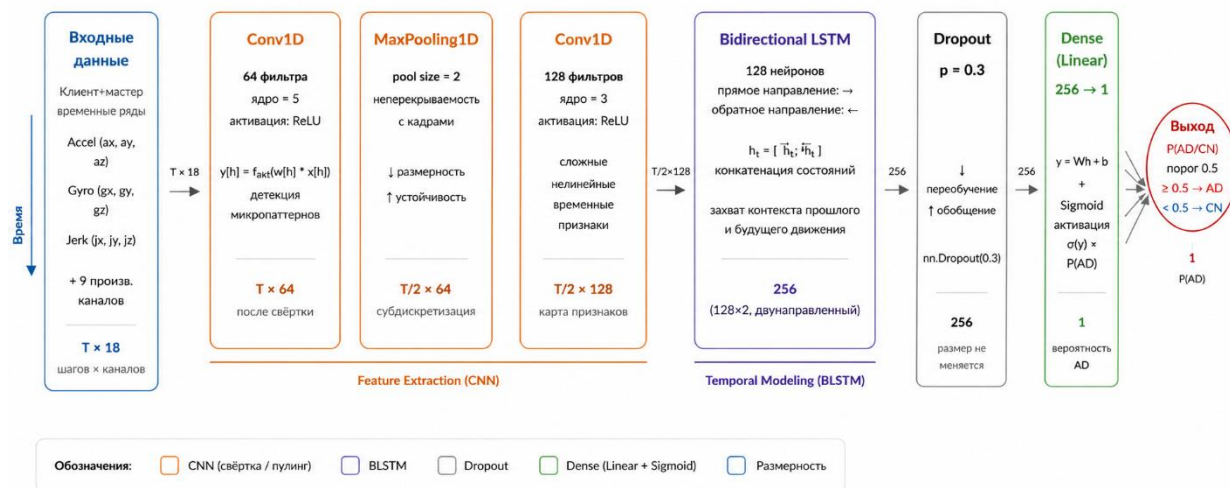 Время
Входные
данные
Клиент+мастер
временные ряды
Accel (ax, ay,
az)
Gyro (gx, gy,
gz)
Jerk (jx, jy, jz)
+ 9 произв.
каналов
T × 18
шагов × каналов
T × 18
Conv1D
64 фильтра
ядро = 5
активация: ReLU
y[h] = fakt(w[h] * x[h])
детекция
микропаттернов
T × 64
после свёртки
MaxPooling1D
pool size = 2
неперекрываемость
с кадрами
↓ размерность
↑ устойчивость
T/2 × 64
субдискретизация
Conv1D
128 фильтров
ядро = 3
активация: ReLU
сложные
нелинейные
временные
признаки
T/2 × 128
карта признаков
Feature Extraction (CNN)
T/2×128
Bidirectional LSTM
128 нейронов
прямое направление: →
обратное направление: ←
ht = [ h→t; h←t ]
конкатенация состояний
захват контекста прошлого
и будущего движения
256
(128×2, двунаправленный)
Temporal Modeling (BLSTM)
256
Dropout
p = 0.3
↓
переобучение
↑ обобщение
nn.Dropout(0.3)
256
размер не
меняется
256
Dense
(Linear)
256 → 1
y = Wh + b
+
Sigmoid
активация
σ(y) ×
P(AD)
1
вероятность
AD
Выход
P(AD/CN)
порог 0.5
≥ 0.5 → AD
< 0.5 → CN
1
P(AD)
Обозначения:
CNN (свёртка / пулинг)
BLSTM
Dropout
Dense (Linear + Sigmoid)
Размерность